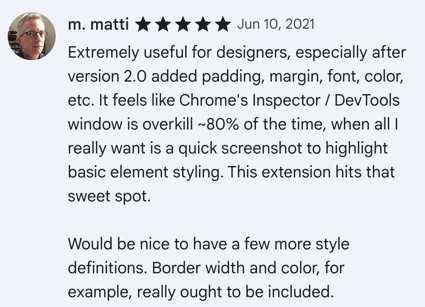 m. matti ★★★★★ Jun 10, 2021
Extremely useful for designers, especially after
version 2.0 added padding, margin, font, color,
etc. It feels like Chrome's Inspector / DevTools
window is overkill ~80% of the time, when all I
really want is a quick screenshot to highlight
basic element styling. This extension hits that
sweet spot.

Would be nice to have a few more style
definitions. Border width and color, for
example, really ought to be included.